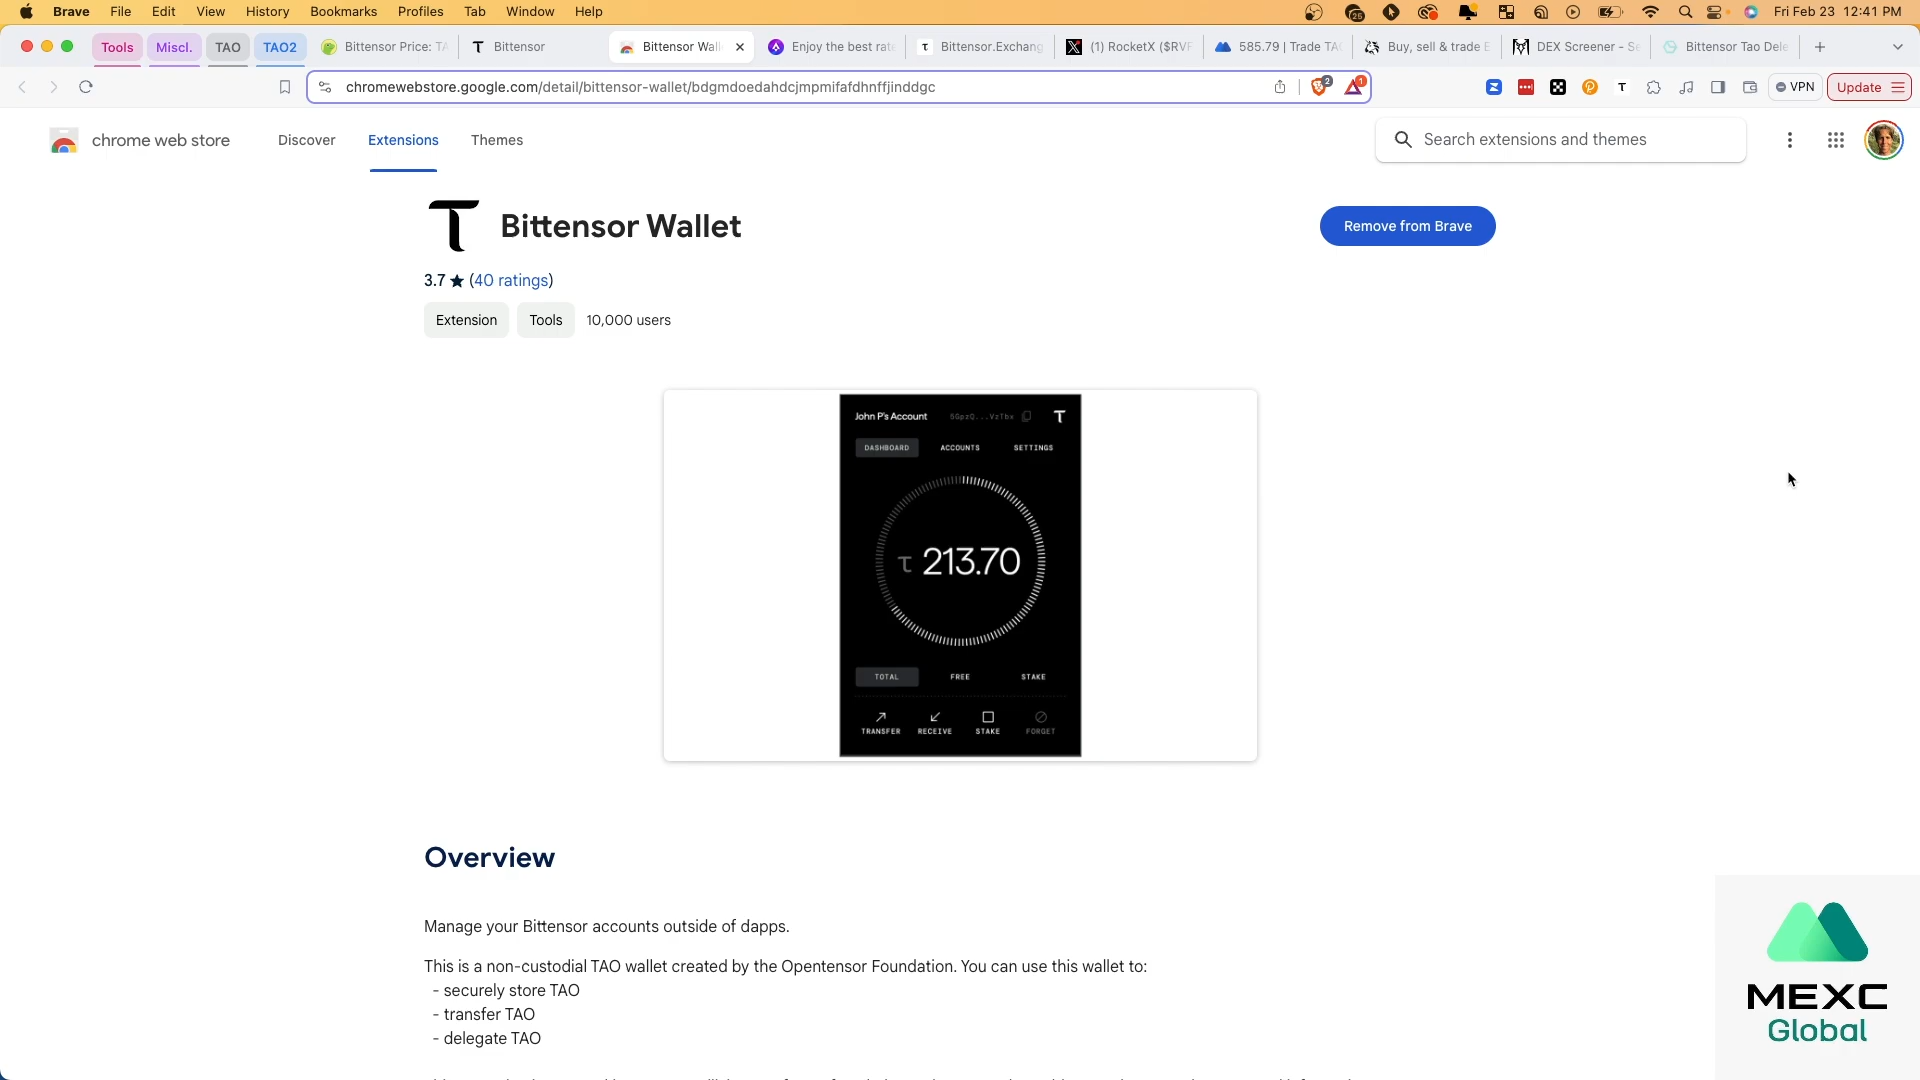 Brave File Edit View History Bookmarks Profiles Tab Window Help
25
Fri Feb 23 12:41 PM
Tools Miscl. TAO TAO2 Bittensor Price: TA Bittensor Bittensor Wall Enjoy the best rate Bittensor.Exchang (1) RocketX ($RVF 585.79 | Trade TAO Buy, sell & trade E DEX Screener - Se Bittensor Tao Dele
chromewebstore.google.com/detail/bittensor-wallet/bdgmdoedahdcjmpmifafdhnffjinddgc
2 1
VPN Update
chrome web store Discover Extensions Themes
Search extensions and themes
Bittensor Wallet
Remove from Brave
3.7 ★ (40 ratings)
Extension Tools 10,000 users
John P's Account
DASHBOARD ACCOUNTS SETTINGS
τ 213.70
TOTAL FREE STAKE
TRANSFER RECEIVE STAKE FORGET
Overview
Manage your Bittensor accounts outside of dapps.
This is a non-custodial TAO wallet created by the Opentensor Foundation. You can use this wallet to:
- securely store TAO
- transfer TAO
- delegate TAO
MEXC
Global